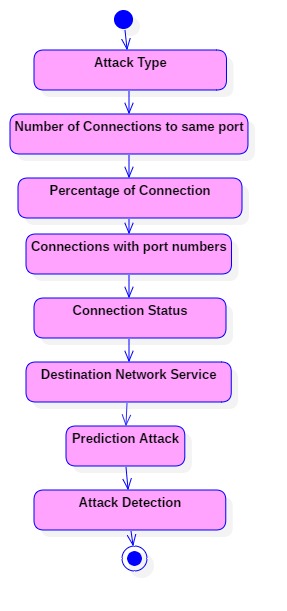 Attack Type
Number of Connections to same port
Percentage of Connection
Connections with port numbers
Connection Status
Destination Network Service
Prediction Attack
Attack Detection